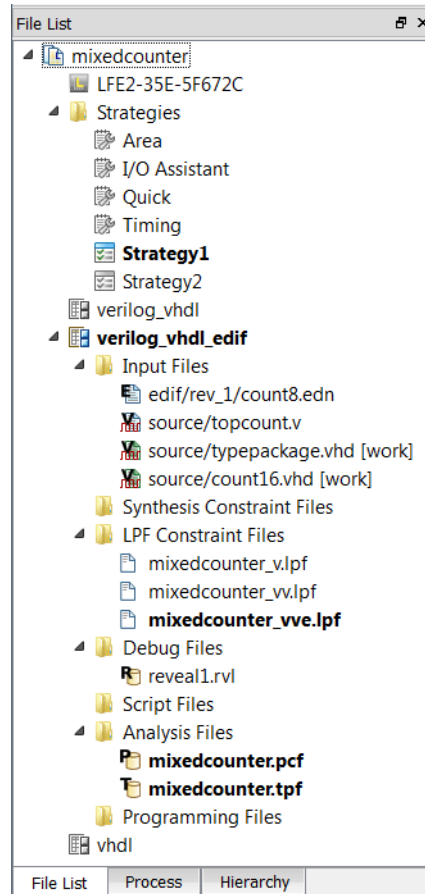 File List
mixedcounter
LFE2-35E-5F672C
Strategies
Area
I/O Assistant
Quick
Timing
Strategy1
Strategy2
verilog_vhdl
verilog_vhdl_edif
Input Files
edif/rev_1/count8.edn
source/topcount.v
source/typepackage.vhd [work]
source/count16.vhd [work]
Synthesis Constraint Files
LPF Constraint Files
mixedcounter_v.lpf
mixedcounter_vv.lpf
mixedcounter_vve.lpf
Debug Files
reveal1.rvl
Script Files
Analysis Files
mixedcounter.pcf
mixedcounter.tpf
Programming Files
vhdl
File List Process Hierarchy